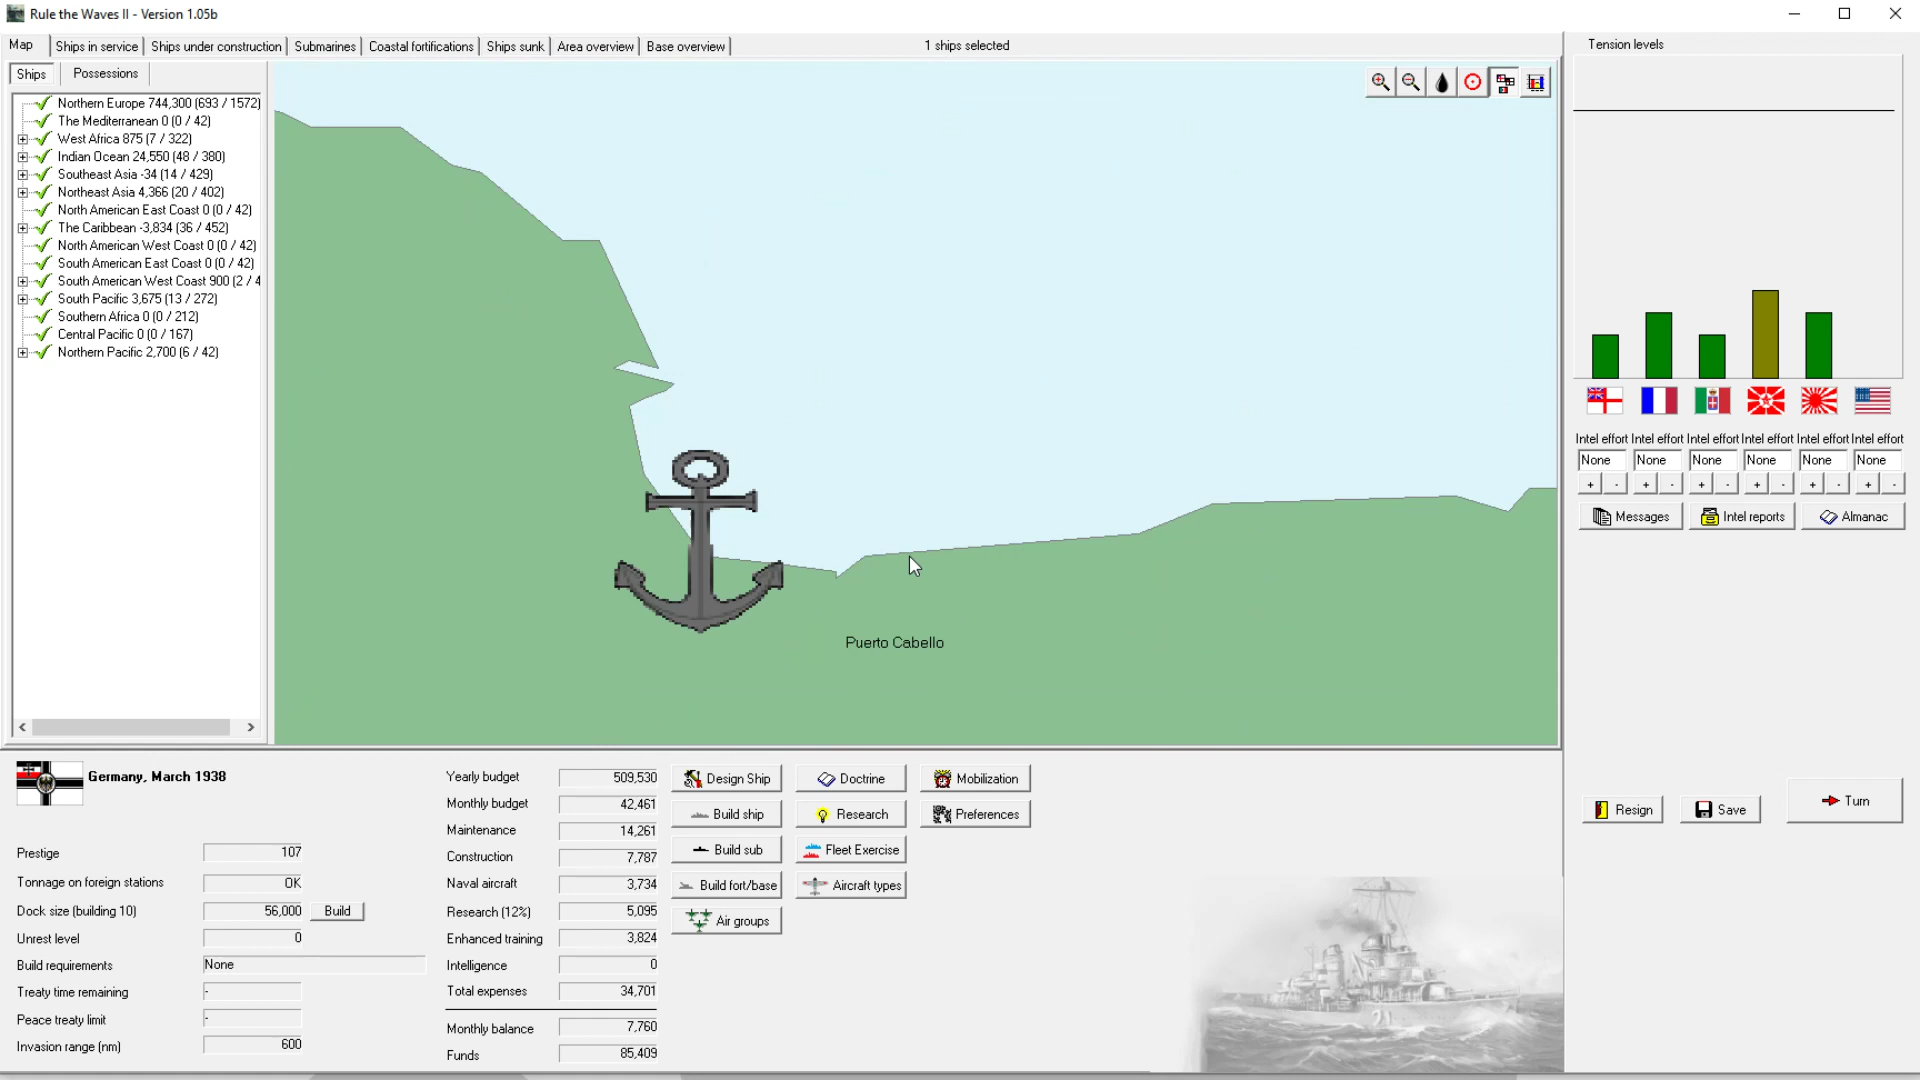 Rule the Waves II - Version 1.05b
Map Ships in service Ships under construction Submarines Coastal fortifications Ships sunk Area overview Base overview 1 ships selected
Ships Possessions
Northern Europe 744,300 (693 / 1572)
The Mediterranean 0 (0 / 42)
West Africa 875 (7 / 322)
Indian Ocean 24,550 (48 / 380)
Southeast Asia -34 (14 / 429)
Northeast Asia 4,366 (20 / 402)
North American East Coast 0 (0 / 42)
The Caribbean -3,834 (36 / 452)
North American West Coast 0 (0 / 42)
South American East Coast 0 (0 / 42)
South American West Coast 900 (2 / 4
South Pacific 3,675 (13 / 272)
Southern Africa 0 (0 / 212)
Central Pacific 0 (0 / 167)
Northern Pacific 2,700 (6 / 42)
Puerto Cabello
Tension levels
Intel effort Intel effort Intel effort Intel effort Intel effort Intel effort
None None None None None None
+ - + - + - + - + - + -
Messages Intel reports Almanac
Germany, March 1938
Prestige 107
Tonnage on foreign stations OK
Dock size (building 10) 56,000 Build
Unrest level 0
Build requirements None
Treaty time remaining -
Peace treaty limit -
Invasion range (nm) 600
Yearly budget 509,530
Monthly budget 42,461
Maintenance 14,261
Construction 7,787
Naval aircraft 3,734
Research (12%) 5,095
Enhanced training 3,824
Intelligence 0
Total expenses 34,701
Monthly balance 7,760
Funds 85,409
Design Ship Doctrine Mobilization
Build ship Research Preferences
Build sub Fleet Exercise
Build fort/base Aircraft types
Air groups
Resign Save Turn